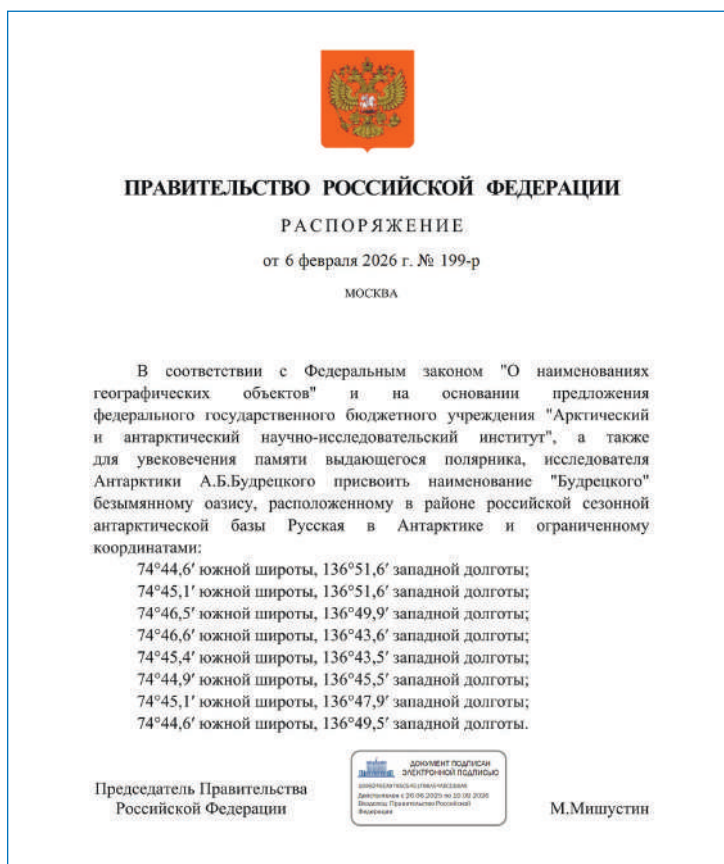 ПРАВИТЕЛЬСТВО РОССИЙСКОЙ ФЕДЕРАЦИИ
РАСПОРЯЖЕНИЕ
от 6 февраля 2026 г. № 199-р
МОСКВА
В соответствии с Федеральным законом "О наименованиях
географических объектов" и на основании предложения
федерального государственного бюджетного учреждения "Арктический
и антарктический научно-исследовательский институт", а также
для увековечения памяти выдающегося полярника, исследователя
Антарктики А.Б.Будрецкого присвоить наименование "Будрецкого"
безымянному оазису, расположенному в районе российской сезонной
антарктической базы Русская в Антарктике и ограниченному
координатами:
74°44,6′ южной широты, 136°51,6′ западной долготы;
74°45,1′ южной широты, 136°51,6′ западной долготы;
74°46,5′ южной широты, 136°49,9′ западной долготы;
74°46,6′ южной широты, 136°43,6′ западной долготы;
74°45,4′ южной широты, 136°43,5′ западной долготы;
74°44,9′ южной широты, 136°45,5′ западной долготы;
74°45,1′ южной широты, 136°47,9′ западной долготы;
74°44,6′ южной широты, 136°49,5′ западной долготы.
ДОКУМЕНТ ПОДПИСАН
ЭЛЕКТРОННОЙ ПОДПИСЬЮ
Владелец Правительство Российской
Федерации
Председатель Правительства
Российской Федерации
М.Мишустин